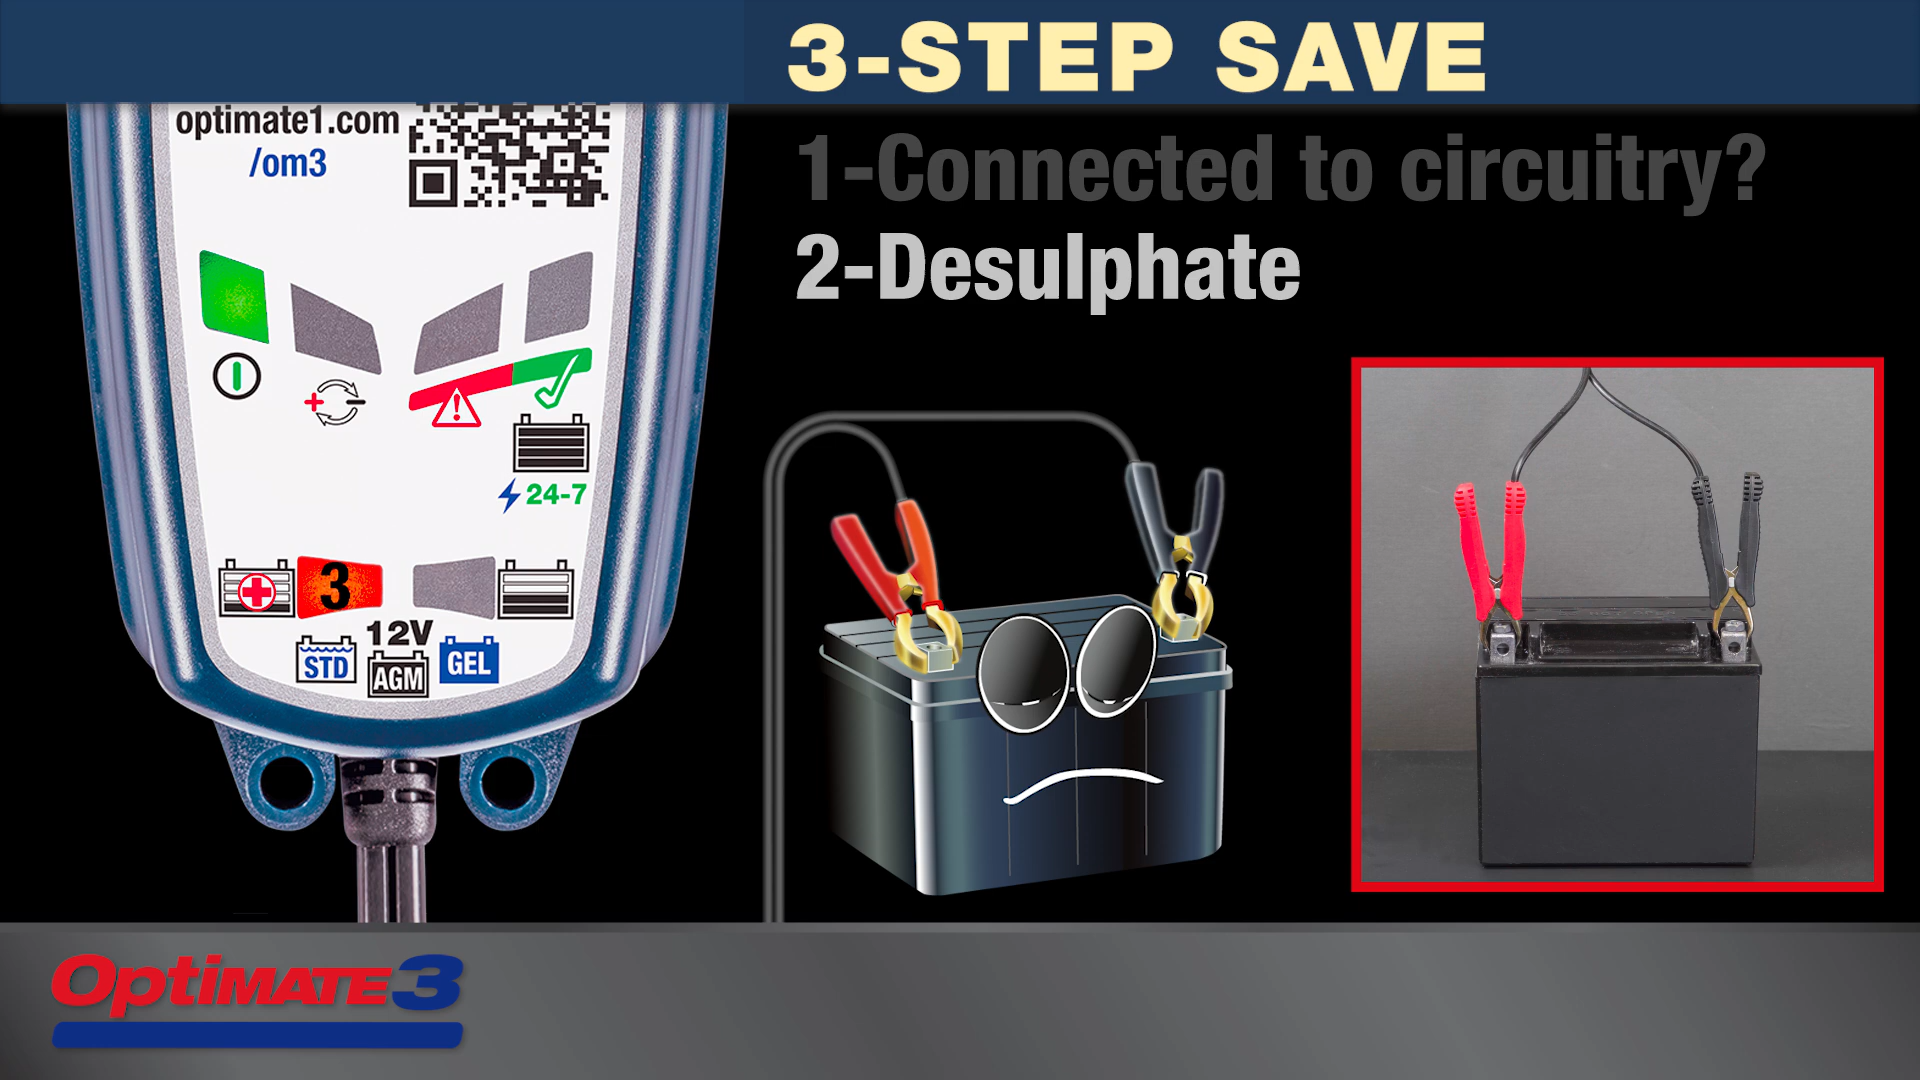 3-STEP SAVE
1-Connected to circuitry?
2-Desulphate
optimate1.com
/om3
24-7
3
12V
STD
AGM
GEL
OptiMATE3